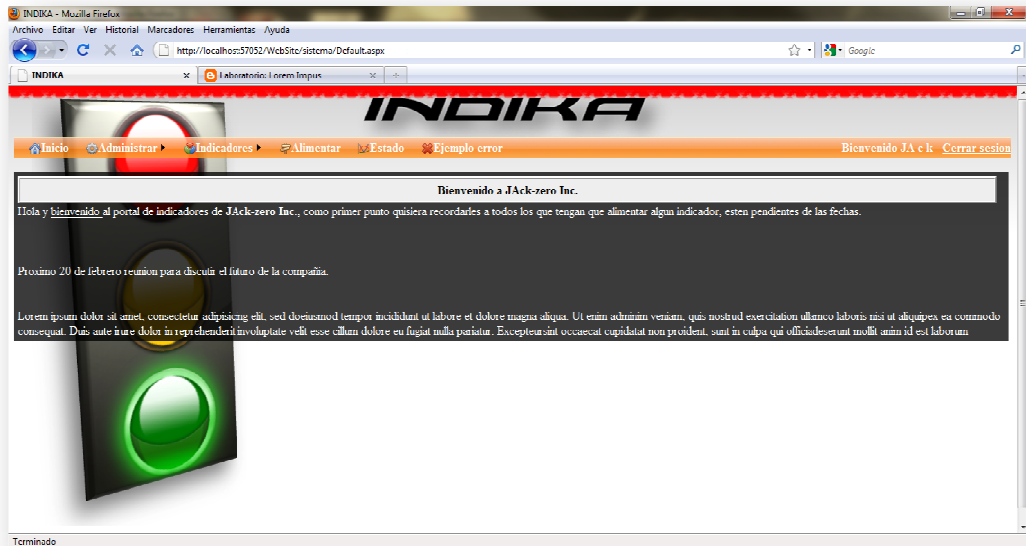 INDIKA - Mozilla Firefox
Archivo Editar Ver Historial Marcadores Herramientas Ayuda
http://localhost:57052/WebSite/sistema/Default.aspx
Google
INDIKA
Laboratorio: Lorem Impus
INDIKA
Inicio Administrar Indicadores Alimentar Estado Ejemplo error Bienvenido JA c k Cerrar sesion
Bienvenido a JAck-zero Inc.
Hola y bienvenido al portal de indicadores de JAck-zero Inc., como primer punto quisiera recordarles a todos los que tengan que alimentar algun indicador, esten pendientes de las fechas.
Proximo 20 de febrero reunion para discutir el futuro de la compañia.
Lorem ipsum dolor sit amet, consectetur adipisicng elit, sed doeiusmod tempor incididunt ut labore et dolore magna aliqua. Ut enim adminim veniam, quis nostrud exercitation ullamco laboris nisi ut aliquipex ea commodo
consequat. Duis aute irure dolor in reprehenderit involuptate velit esse cillum dolore eu fugiat nulla pariatur. Excepteursint occaecat cupidatat non proident, sunt in culpa qui officiadeserunt mollit anim id est laborum
Terminado